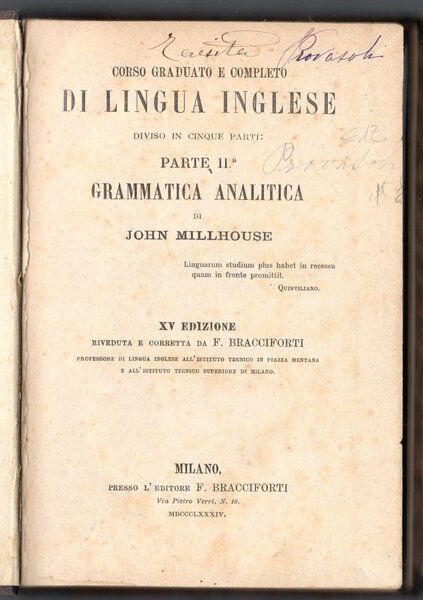 Teresita Provasoli
CORSO GRADUATO E COMPLETO
DI LINGUA INGLESE
DIVISO IN CINQUE PARTI:
PARTE II.ª
GRAMMATICA ANALITICA
DI
JOHN MILLHOUSE
Linguarum studium plus habet in recessu
quam in fronte promittit.
QUINTILIANO.
XV EDIZIONE
RIVEDUTA E CORRETTA DA F. BRACCIFORTI
PROFESSORE DI LINGUA INGLESE ALL'ISTITUTO TECNICO IN PIAZZA MENTANA
E ALL'ISTITUTO TECNICO SUPERIORE DI MILANO.
MILANO,
PRESSO L'EDITORE F. BRACCIFORTI
Via Pietro Verri, N. 19.
MDCCCLXXXIV.